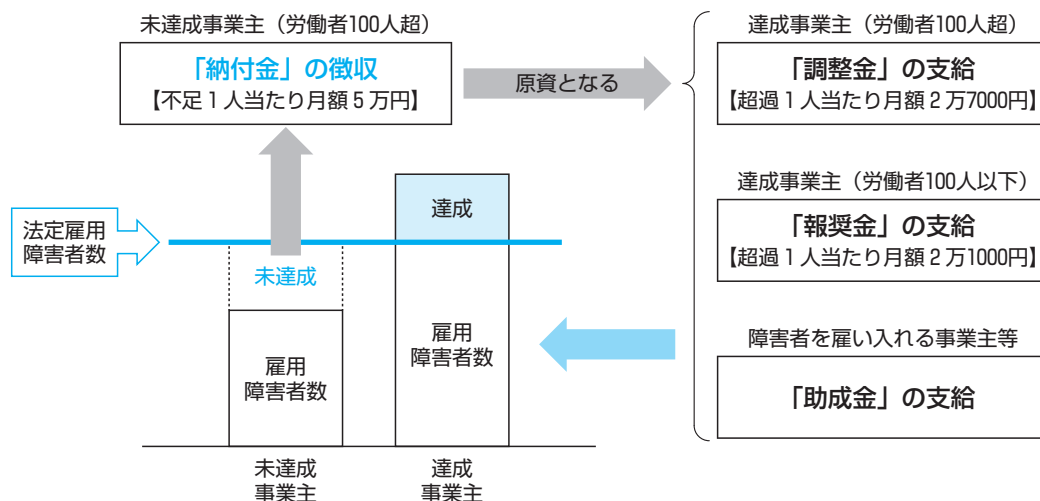 未達成事業主（労働者100人超）
「納付金」の徴収
【不足１人当たり月額５万円】
原資となる
達成事業主（労働者100人超）
「調整金」の支給
【超過１人当たり月額２万7000円】
達成事業主（労働者100人以下）
「報奨金」の支給
【超過１人当たり月額２万1000円】
障害者を雇い入れる事業主等
「助成金」の支給
法定雇用
障害者数
未達成
達成
雇用
障害者数
雇用
障害者数
未達成
事業主
達成
事業主